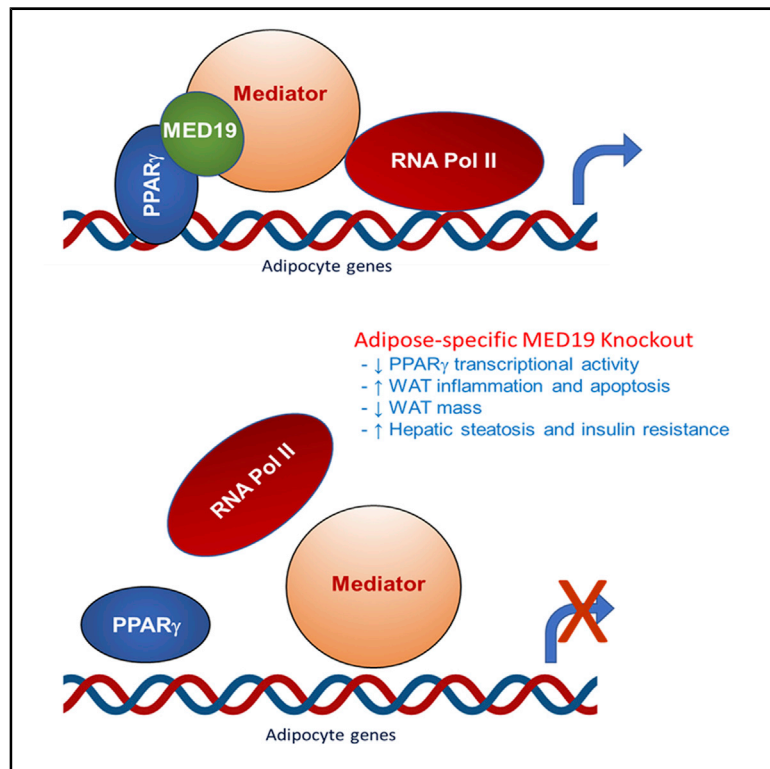 Mediator
MED19
PPARγ
RNA Pol II
Adipocyte genes
Adipose-specific MED19 Knockout
- ↓ PPARγ transcriptional activity
- ↑ WAT inflammation and apoptosis
- ↓ WAT mass
- ↑ Hepatic steatosis and insulin resistance
RNA Pol II
Mediator
PPARγ
Adipocyte genes